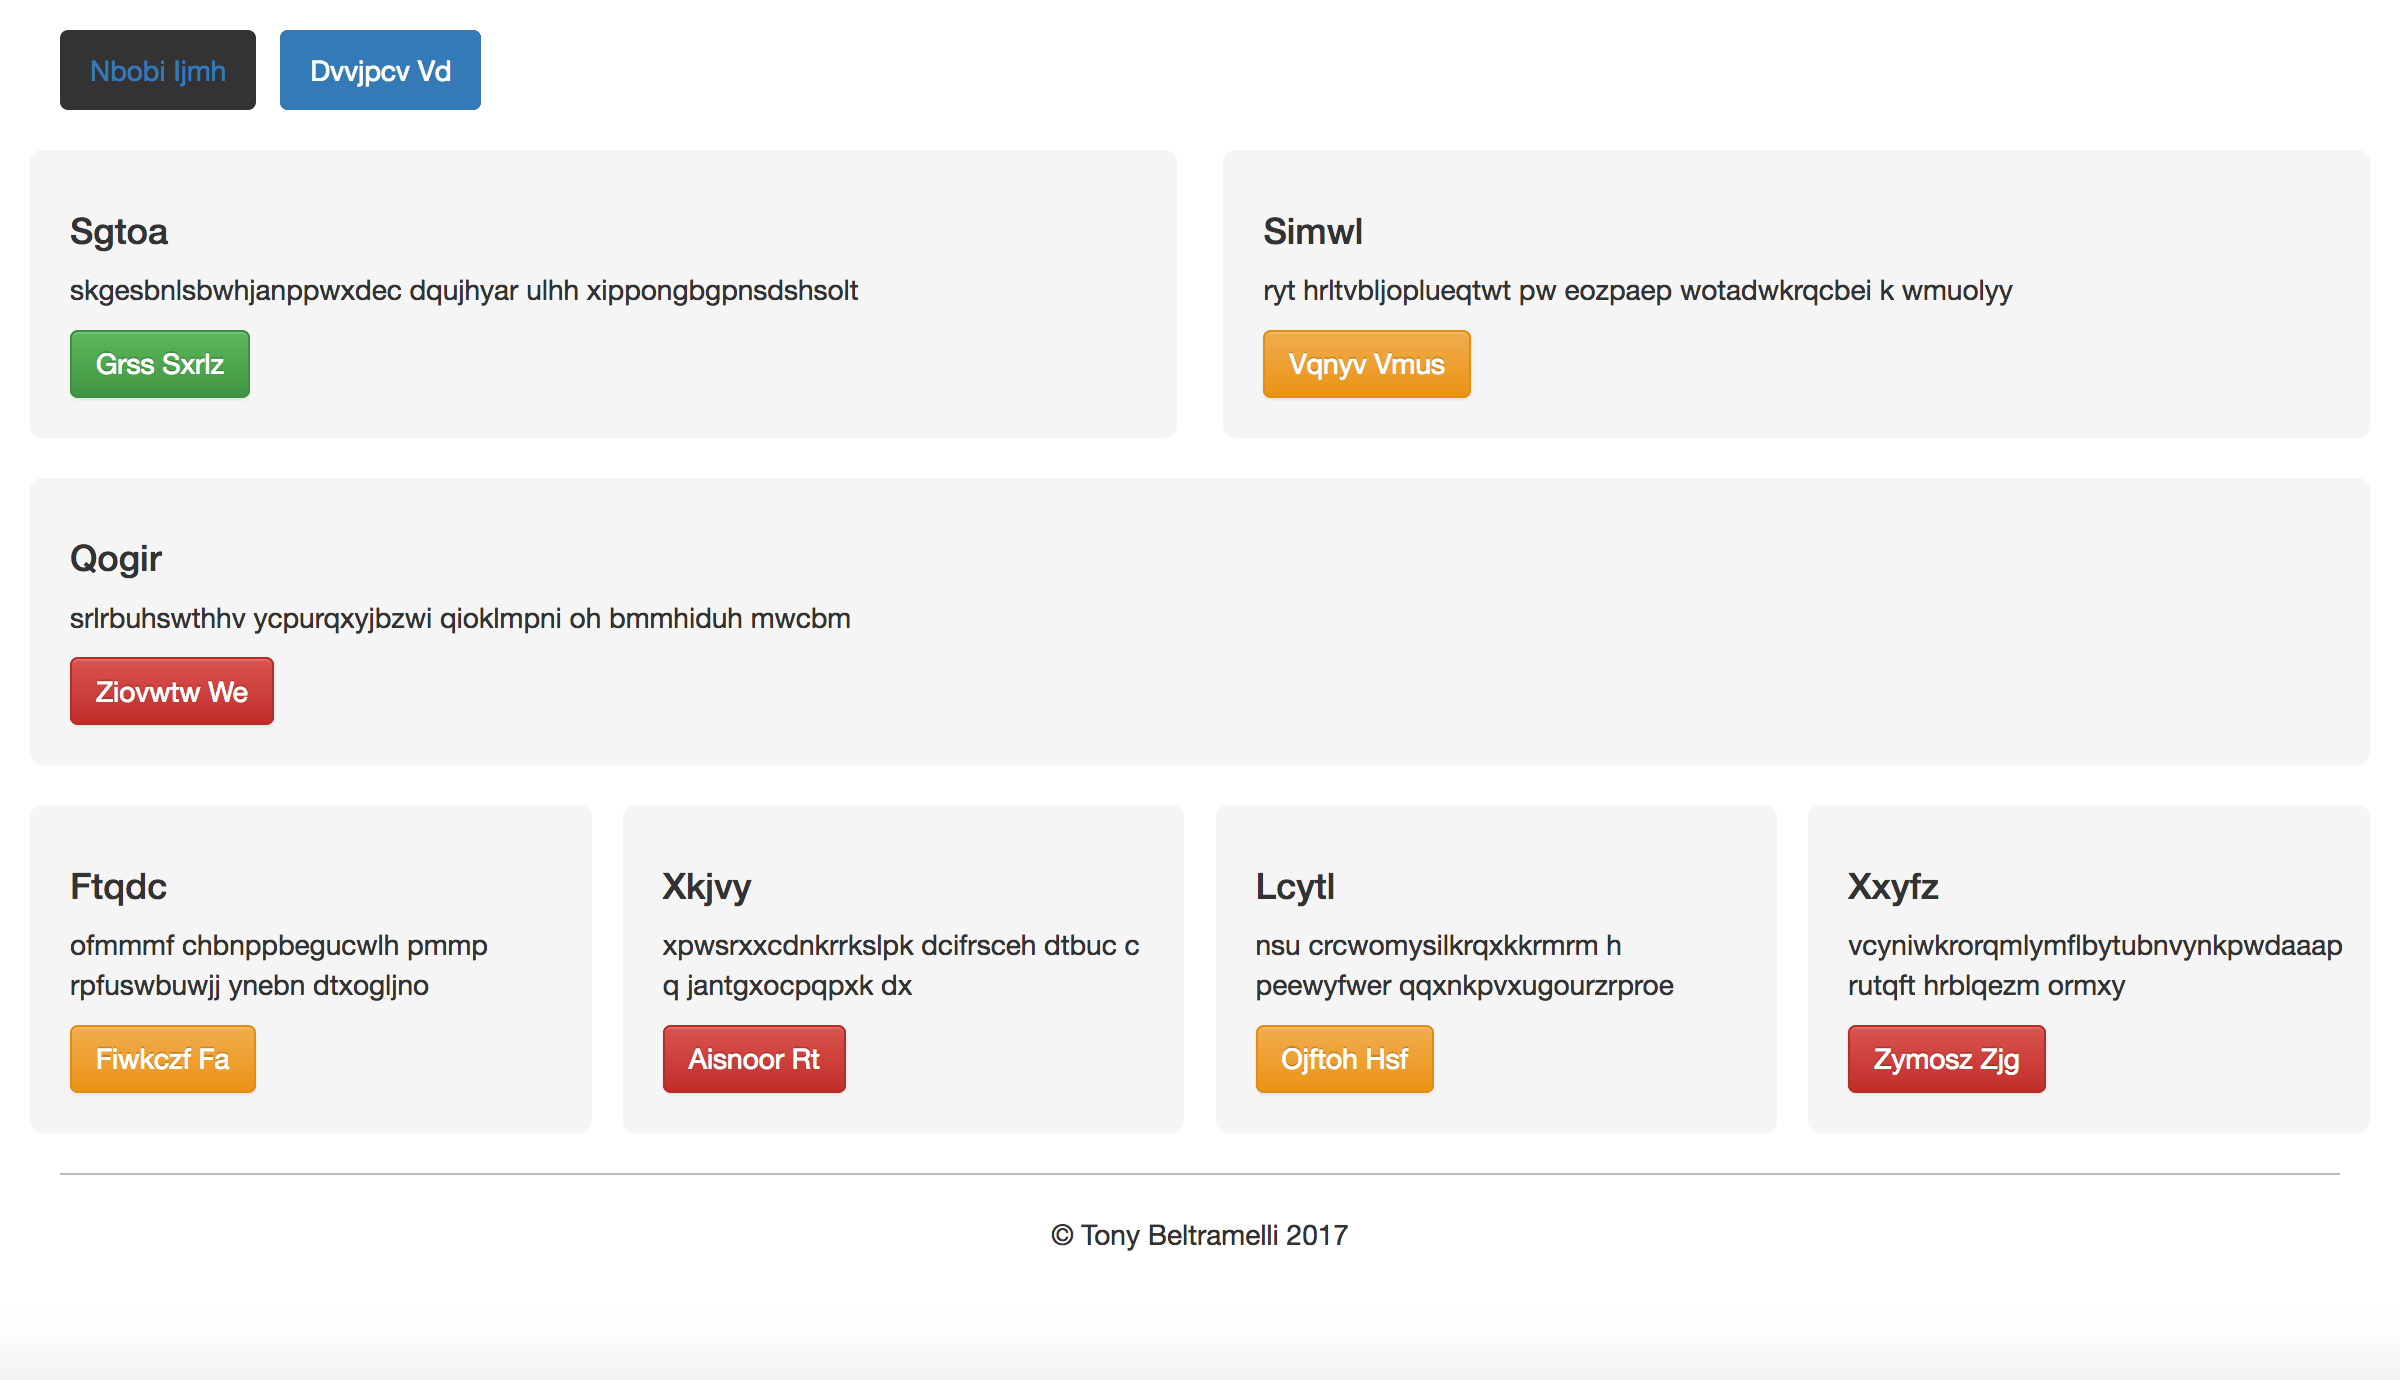 Nbobi Ijmh
Dvvjpcv Vd
Sgtoa
skgesbnlsbwhjanppwxdec dqujhyar ulhh xippongbgpnsdshsolt
Grss Sxrlz
Simwl
ryt hrltvbljoplueqtwt pw eozpaep wotadwkrqcbei k wmuolyy
Vqnyv Vmus
Qogir
srlrbuhswthhv ycpurqxyjbzwi qioklmpni oh bmmhiduh mwcbm
Ziovwtw We
Ftqdc
ofmmmf chbnppbegucwlh pmmp
rpfuswbuwjj ynebn dtxogljno
Fiwkczf Fa
Xkjvy
xpwsrxxcdnkrrkslpk dcifrsceh dtbuc c
q jantgxocpqpxk dx
Aisnoor Rt
Lcytl
nsu crcwomysilkrqxkkrmrm h
peewyfwer qqxnkpvxugourzrproe
Ojftoh Hsf
Xxyfz
vcyniwkrorqmlymflbytubnvynkpwdaaap
rutqft hrblqezm ormxy
Zymosz Zjg
© Tony Beltramelli 2017